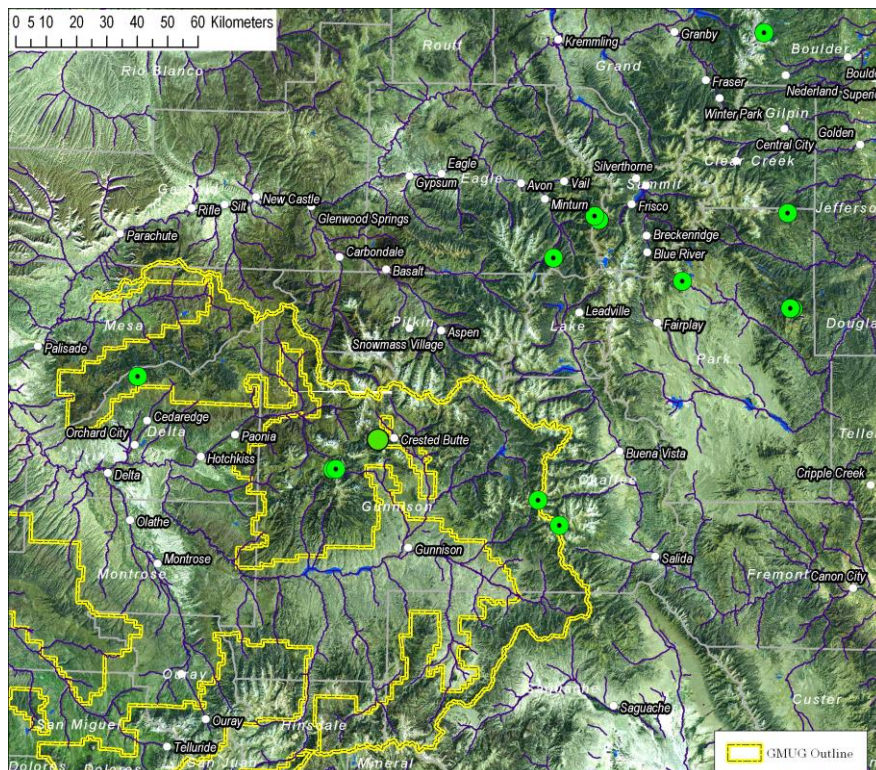 0 5 10 20 30 40 50 60 Kilometers
Routt
Kremmling
Granby
Boulder
Grand
Rio Blanco
Fraser
Boulder
Nederland
Superior
Winter Park
Gilpin
Golden
Central City
Clear Creek
Silverthorne
Eagle
Gypsum
Eagle
Avon
Vail
Summit
Garfield
New Castle
Rifle
Silt
Minturn
Frisco
Jefferson
Glenwood Springs
Parachute
Breckenridge
Carbondale
Blue River
Basalt
Leadville
Mesa
Pitkin
Aspen
Lake
Fairplay
Douglas
Palisade
Snowmass Village
Park
Cedaredge
Orchard City
Delta
Paonia
Crested Butte
Teller
Hotchkiss
Buena Vista
Delta
Cripple Creek
Chaffee
Gunnison
Olathe
Gunnison
Montrose
Salida
Montrose
Fremont
Canon City
Ouray
Saguache
Saguache
Custer
Ouray
San Miguel
Hinsdale
Telluride
GMUG Outline
Dolores
Dolores
San Juan
Mineral